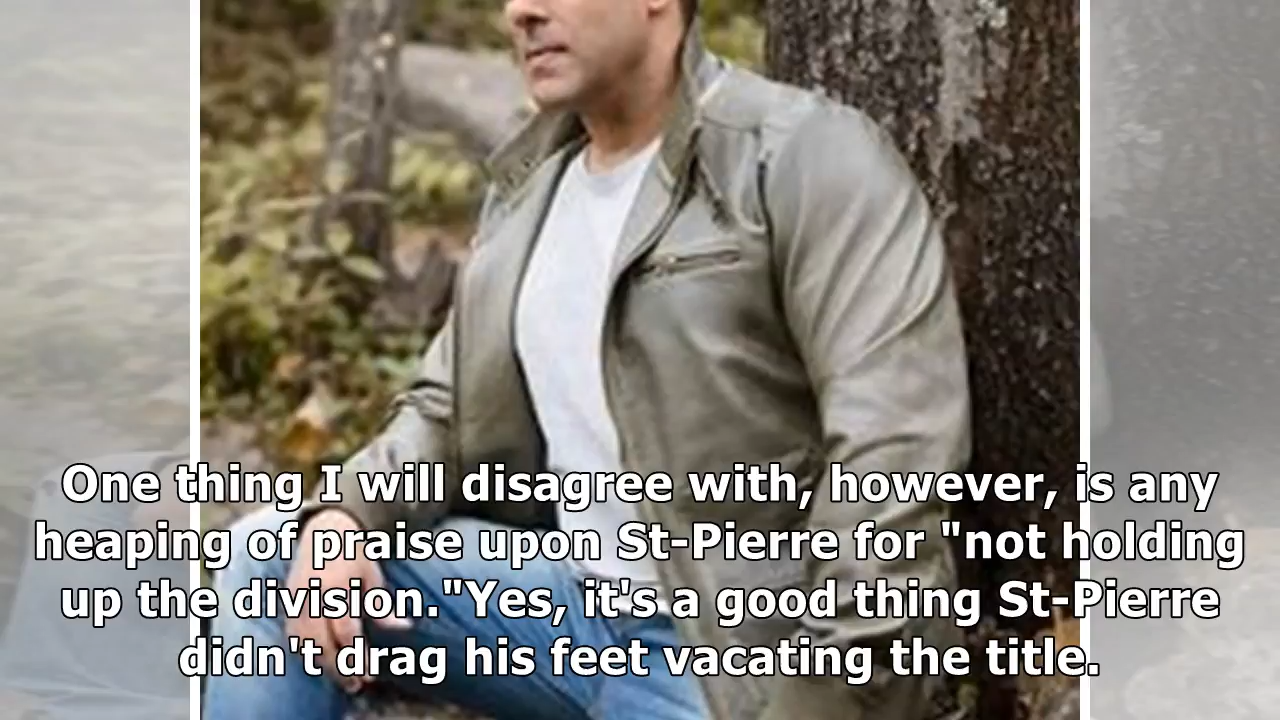 One thing I will disagree with, however, is any
heaping of praise upon St-Pierre for "not holding
up the division."Yes, it's a good thing St-Pierre
didn't drag his feet vacating the title.